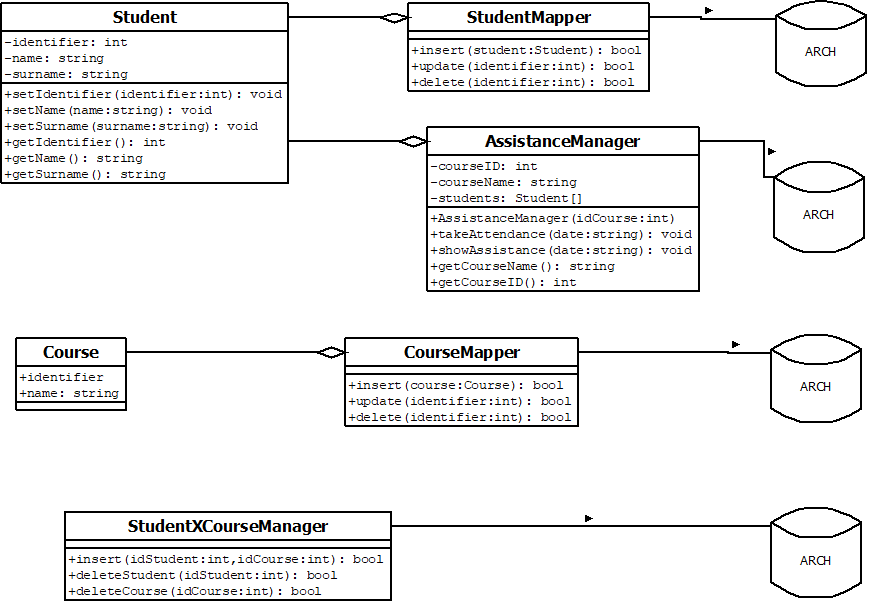 Student
-identifier: int
-name: string
-surname: string
+setIdentifier(identifier:int): void
+setName(name:string): void
+setSurname(surname:string): void
+getIdentifier(): int
+getName(): string
+getSurname(): string
StudentMapper
+insert(student:Student): bool
+update(identifier:int): bool
+delete(identifier:int): bool
ARCH
AssistanceManager
-courseID: int
-courseName: string
-students: Student[]
+AssistanceManager(idCourse:int)
+takeAttendance(date:string): void
+showAssistance(date:string): void
+getCourseName(): string
+getCourseID(): int
ARCH
Course
+identifier
+name: string
CourseMapper
+insert(course:Course): bool
+update(identifier:int): bool
+delete(identifier:int): bool
ARCH
StudentXCourseManager
+insert(idStudent:int,idCourse:int): bool
+deleteStudent(idStudent:int): bool
+deleteCourse(idCourse:int): bool
ARCH